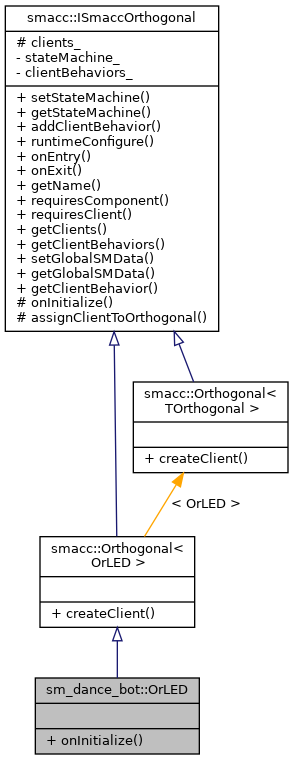 smacc::ISmaccOrthogonal
# clients_
- stateMachine_
- clientBehaviors_
+ setStateMachine()
+ getStateMachine()
+ addClientBehavior()
+ runtimeConfigure()
+ onEntry()
+ onExit()
+ getName()
+ requiresComponent()
+ requiresClient()
+ getClients()
+ getClientBehaviors()
+ setGlobalSMData()
+ getGlobalSMData()
+ getClientBehavior()
# onInitialize()
# assignClientToOrthogonal()
smacc::Orthogonal<
TOrthogonal >
+ createClient()
< OrLED >
smacc::Orthogonal<
OrLED >
+ createClient()
sm_dance_bot::OrLED
+ onInitialize()